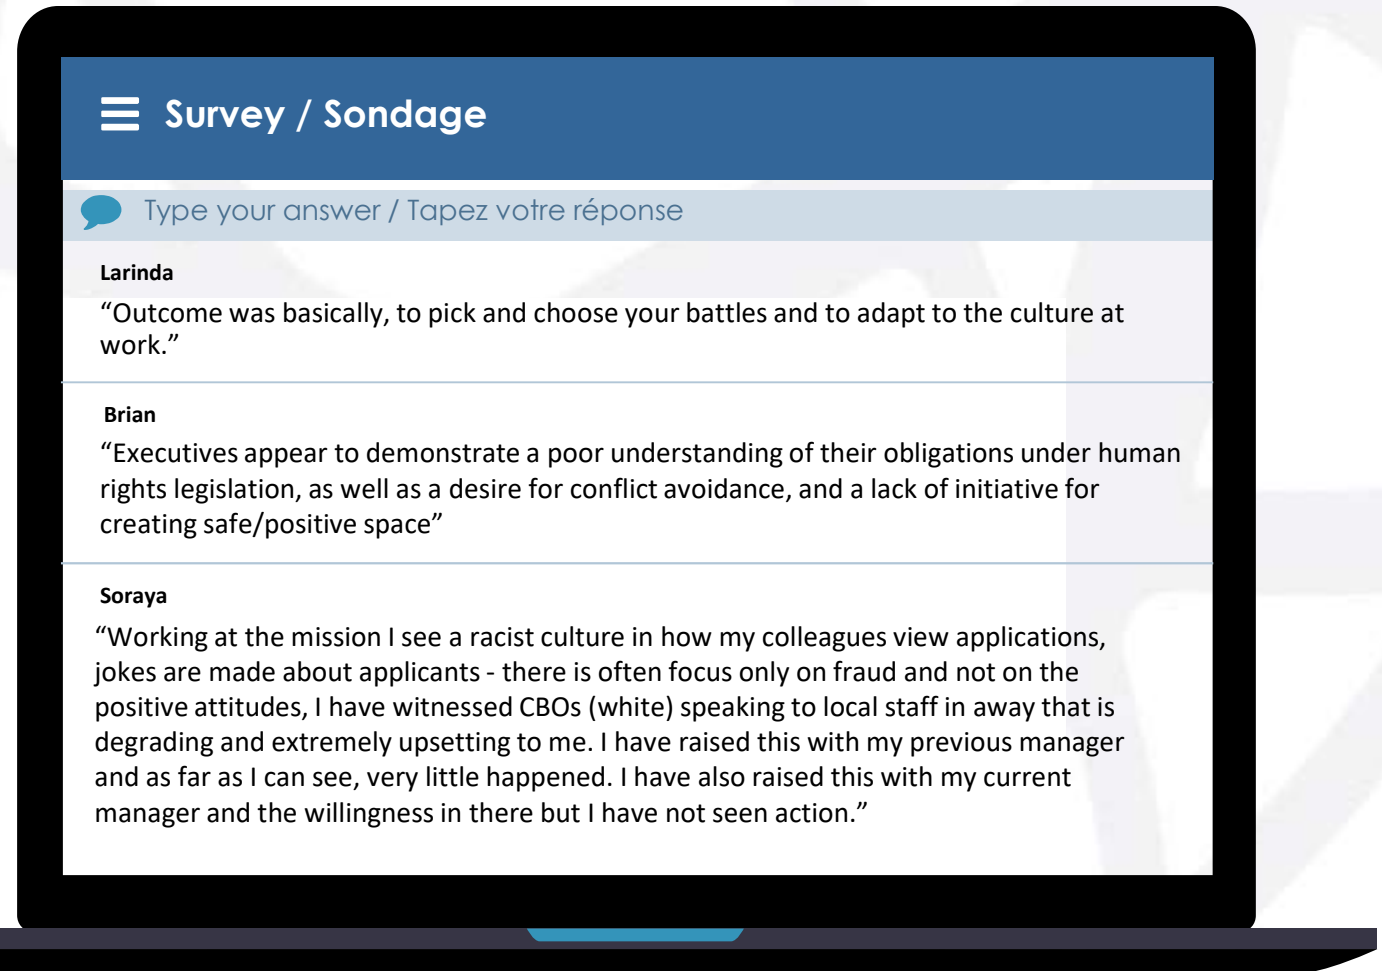 Survey / Sondage
Type your answer / Tapez votre réponse
Larinda
“Outcome was basically, to pick and choose your battles and to adapt to the culture at
work.”
Brian
“Executives appear to demonstrate a poor understanding of their obligations under human
rights legislation, as well as a desire for conflict avoidance, and a lack of initiative for
creating safe/positive space”
Soraya
“Working at the mission I see a racist culture in how my colleagues view applications,
jokes are made about applicants - there is often focus only on fraud and not on the
positive attitudes, I have witnessed CBOs (white) speaking to local staff in away that is
degrading and extremely upsetting to me. I have raised this with my previous manager
and as far as I can see, very little happened. I have also raised this with my current
manager and the willingness in there but I have not seen action.”